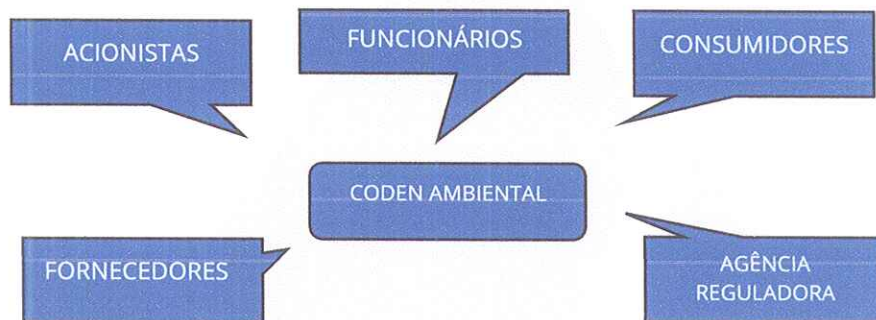 ACIONISTAS
FUNCIONÁRIOS
CONSUMIDORES
CODEN AMBIENTAL
FORNECEDORES
AGÊNCIA
REGULADORA